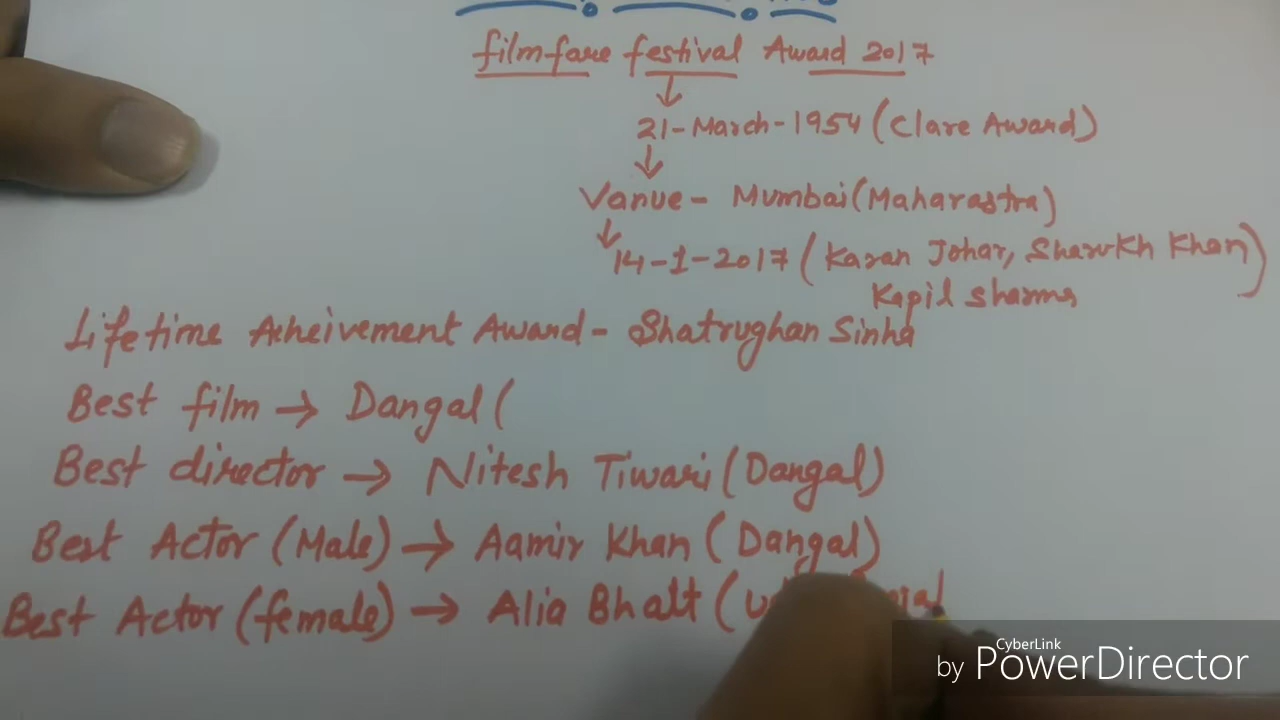 filmfare festival Award 2017
↓
21-March-1954 (Clare Award)
↓
Vanue - Mumbai (Maharastra)
↓
14-1-2017 (Karan Johar, Sharukh Khan)
Kapil Sharma
Lifetime Acheivement Award - Shatrughan Sinha
Best film → Dangal (
Best director → Nitesh Tiwari (Dangal)
Best Actor (Male) → Aamir Khan (Dangal)
Best Actor (female) → Alia Bhatt (
CyberLink
by PowerDirector